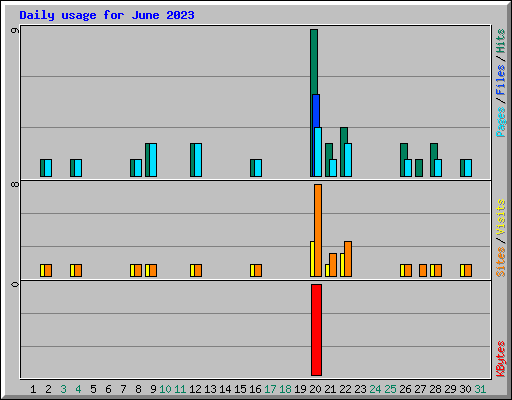 Daily usage for June 2023
9
8
0
Pages / Files / Hits
Sites / Visits
KBytes
1 2 3 4 5 6 7 8 9 10 11 12 13 14 15 16 17 18 19 20 21 22 23 24 25 26 27 28 29 30 31